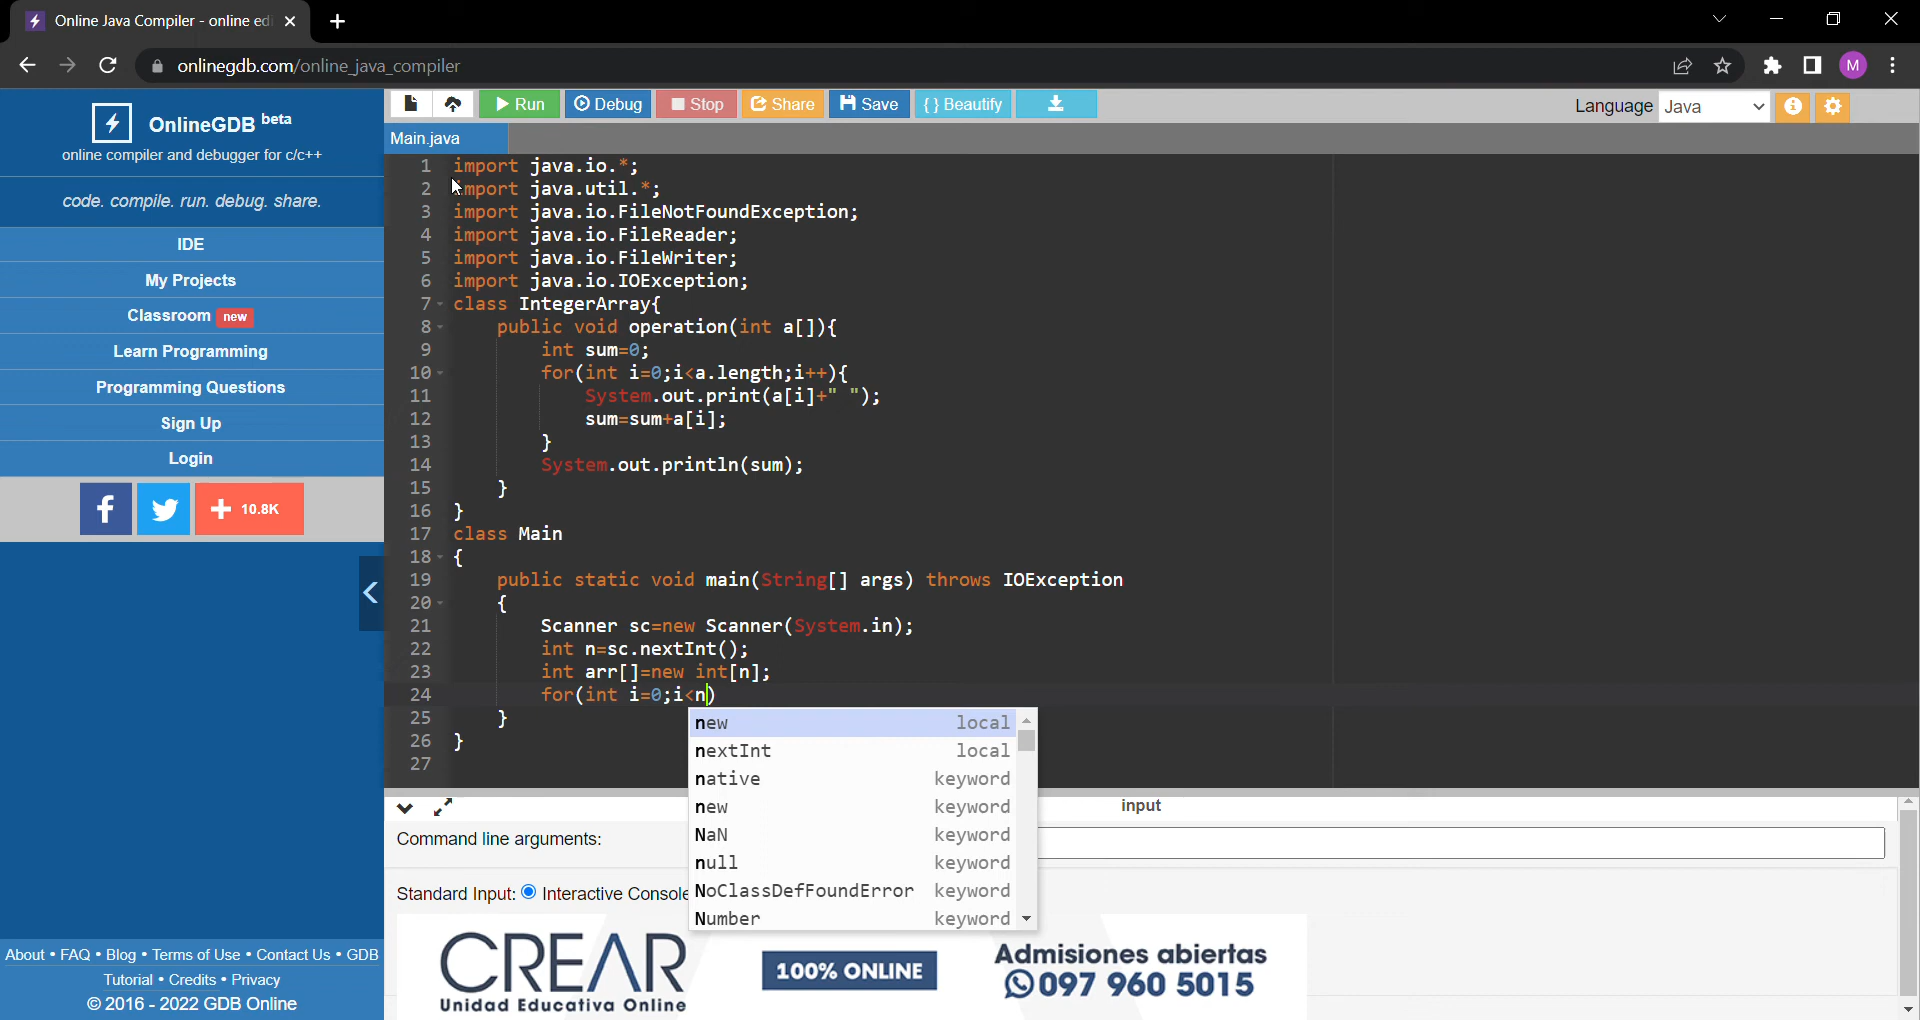 Online Java Compiler - online edi
onlinegdb.com/online_java_compiler
M
OnlineGDB beta
online compiler and debugger for c/c++
code. compile. run. debug. share.
IDE
My Projects
Classroom new
Learn Programming
Programming Questions
Sign Up
Login
f
+ 10.8K
About • FAQ • Blog • Terms of Use • Contact Us • GDB
Tutorial • Credits • Privacy
© 2016 - 2022 GDB Online
Run Debug Stop Share Save {} Beautify
Language Java
Main.java
1 import java.io.*;
2 import java.util.*;
3 import java.io.FileNotFoundException;
4 import java.io.FileReader;
5 import java.io.FileWriter;
6 import java.io.IOException;
7 class IntegerArray{
8 public void operation(int a[]){
9 int sum=0;
10 for(int i=0;i<a.length;i++){
11 System.out.print(a[i]+" ");
12 sum=sum+a[i];
13 }
14 System.out.println(sum);
15 }
16 }
17 class Main
18 {
19 public static void main(String[] args) throws IOException
20 {
21 Scanner sc=new Scanner(System.in);
22 int n=sc.nextInt();
23 int arr[]=new int[n];
24 for(int i=0;i<n)
25 }
26 }
27
new local
nextInt local
native keyword
new keyword
NaN keyword
null keyword
NoClassDefFoundError keyword
Number keyword
input
Command line arguments:
Standard Input: Interactive Console
CREAR
Unidad Educativa Online
100% ONLINE
Admisiones abiertas
097 960 5015